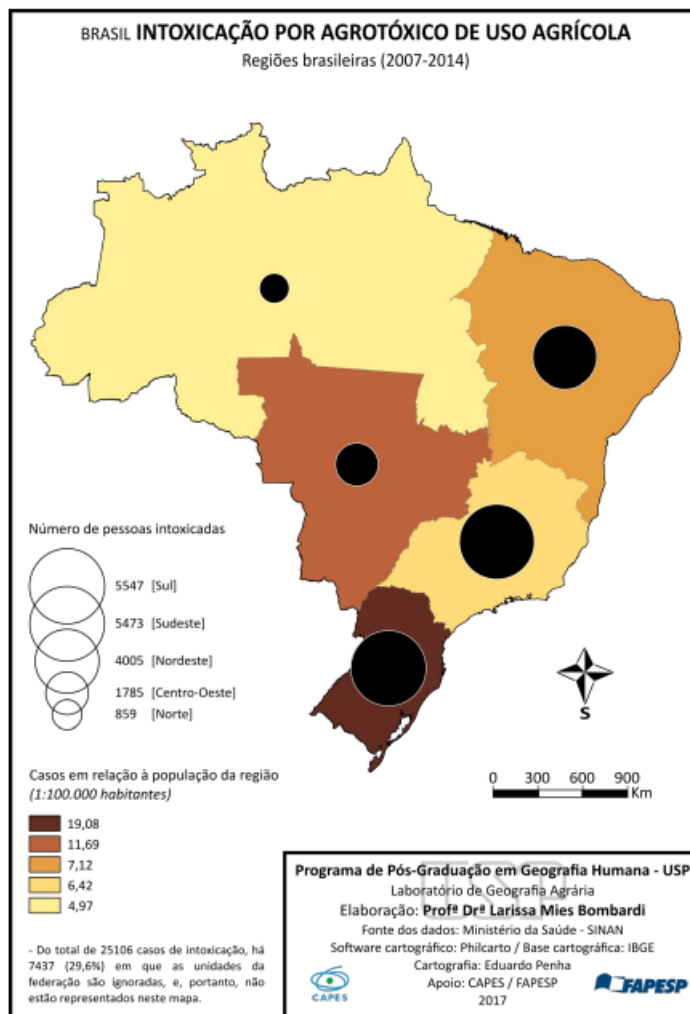 BRASIL INTOXICAÇÃO POR AGROTÓXICO DE USO AGRÍCOLA
Regiões brasileiras (2007-2014)
Número de pessoas intoxicadas
5547 [Sul]
5473 [Sudeste]
4005 [Nordeste]
1785 [Centro-Oeste]
859 [Norte]
S
0 300 600 900
Km
Casos em relação à população da região
(1:100.000 habitantes)
19,08
11,69
7,12
6,42
4,97
- Do total de 25106 casos de intoxicação, há
7437 (29,6%) em que as unidades da
federação são ignoradas, e, portanto, não
estão representados neste mapa.
USP
Programa de Pós-Graduação em Geografia Humana - USP
Laboratório de Geografia Agrária
Elaboração: Profª Drª Larissa Mies Bombardi
Fonte dos dados: Ministério da Saúde - SINAN
Software cartográfico: Philcarto / Base cartográfica: IBGE
Cartografia: Eduardo Penha
Apoio: CAPES / FAPESP
2017
CAPES
FAPESP